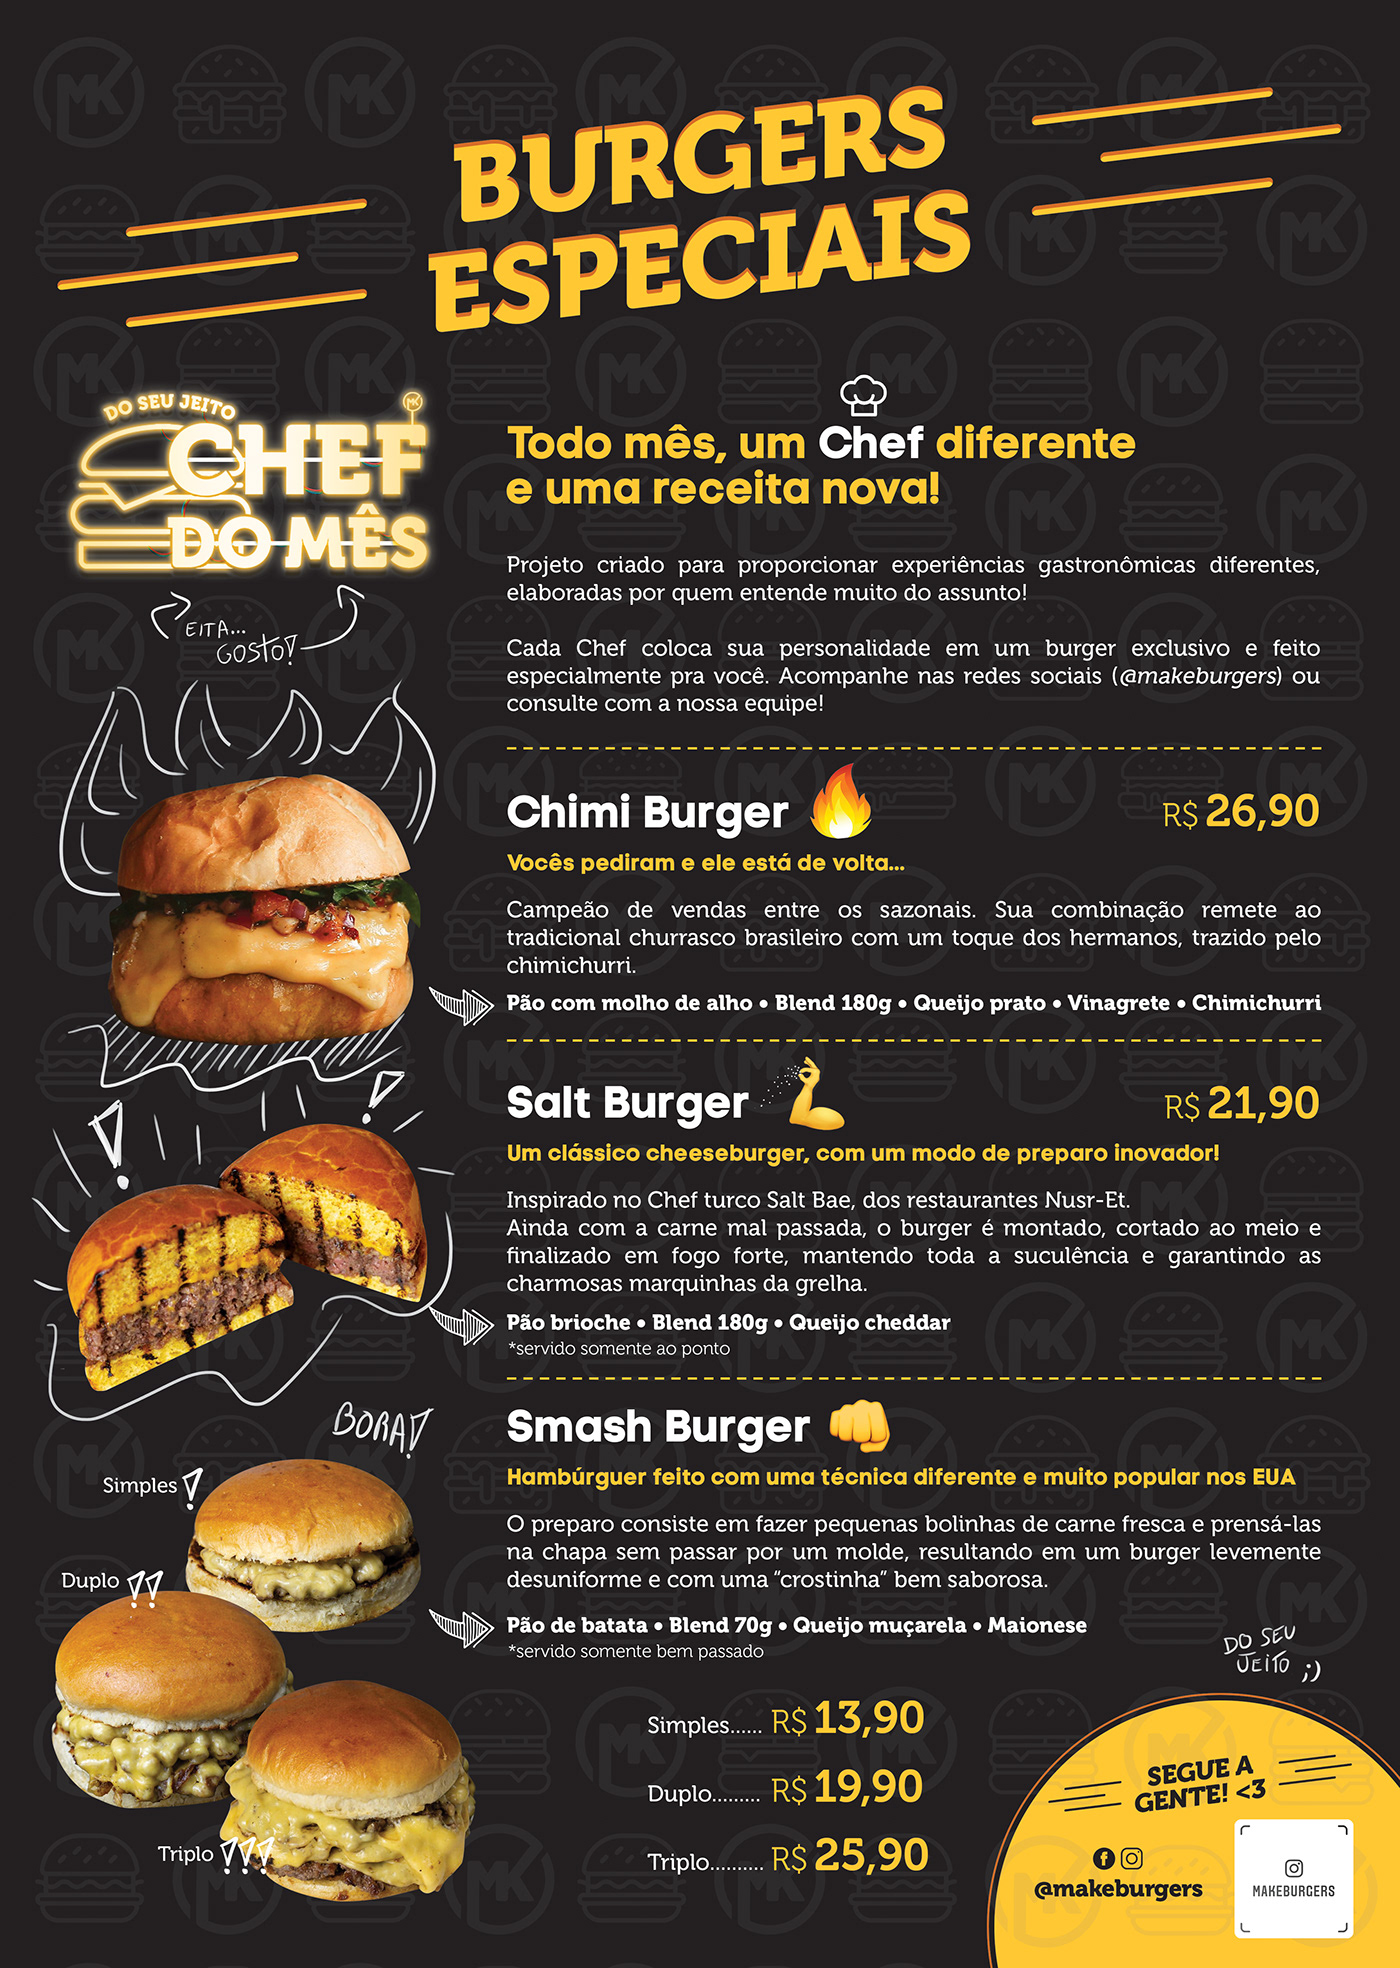 BURGERS
ESPECIAIS
DO SEU JEITO
CHEF
DO MÊS
MK
EITA...
GOSTO!
Todo mês, um Chef diferente
e uma receita nova!
Projeto criado para proporcionar experiências gastronômicas diferentes,
elaboradas por quem entende muito do assunto!
Cada Chef coloca sua personalidade em um burger exclusivo e feito
especialmente pra você. Acompanhe nas redes sociais (@makeburgers) ou
consulte com a nossa equipe!
Chimi Burger R$ 26,90
Vocês pediram e ele está de volta...
Campeão de vendas entre os sazonais. Sua combinação remete ao
tradicional churrasco brasileiro com um toque dos hermanos, trazido pelo
chimichurri.
Pão com molho de alho • Blend 180g • Queijo prato • Vinagrete • Chimichurri
Salt Burger R$ 21,90
Um clássico cheeseburger, com um modo de preparo inovador!
Inspirado no Chef turco Salt Bae, dos restaurantes Nusr-Et.
Ainda com a carne mal passada, o burger é montado, cortado ao meio e
finalizado em fogo forte, mantendo toda a suculência e garantindo as
charmosas marquinhas da grelha.
Pão brioche • Blend 180g • Queijo cheddar
*servido somente ao ponto
BORA!
Simples !
Duplo !!
Triplo !!!
Smash Burger
Hambúrguer feito com uma técnica diferente e muito popular nos EUA
O preparo consiste em fazer pequenas bolinhas de carne fresca e prensá-las
na chapa sem passar por um molde, resultando em um burger levemente
desuniforme e com uma “crostinha” bem saborosa.
Pão de batata • Blend 70g • Queijo muçarela • Maionese
*servido somente bem passado
Simples...... R$ 13,90
Duplo......... R$ 19,90
Triplo.......... R$ 25,90
DO SEU
JEITO ;)
SEGUE A
GENTE! <3
@makeburgers
MAKEBURGERS